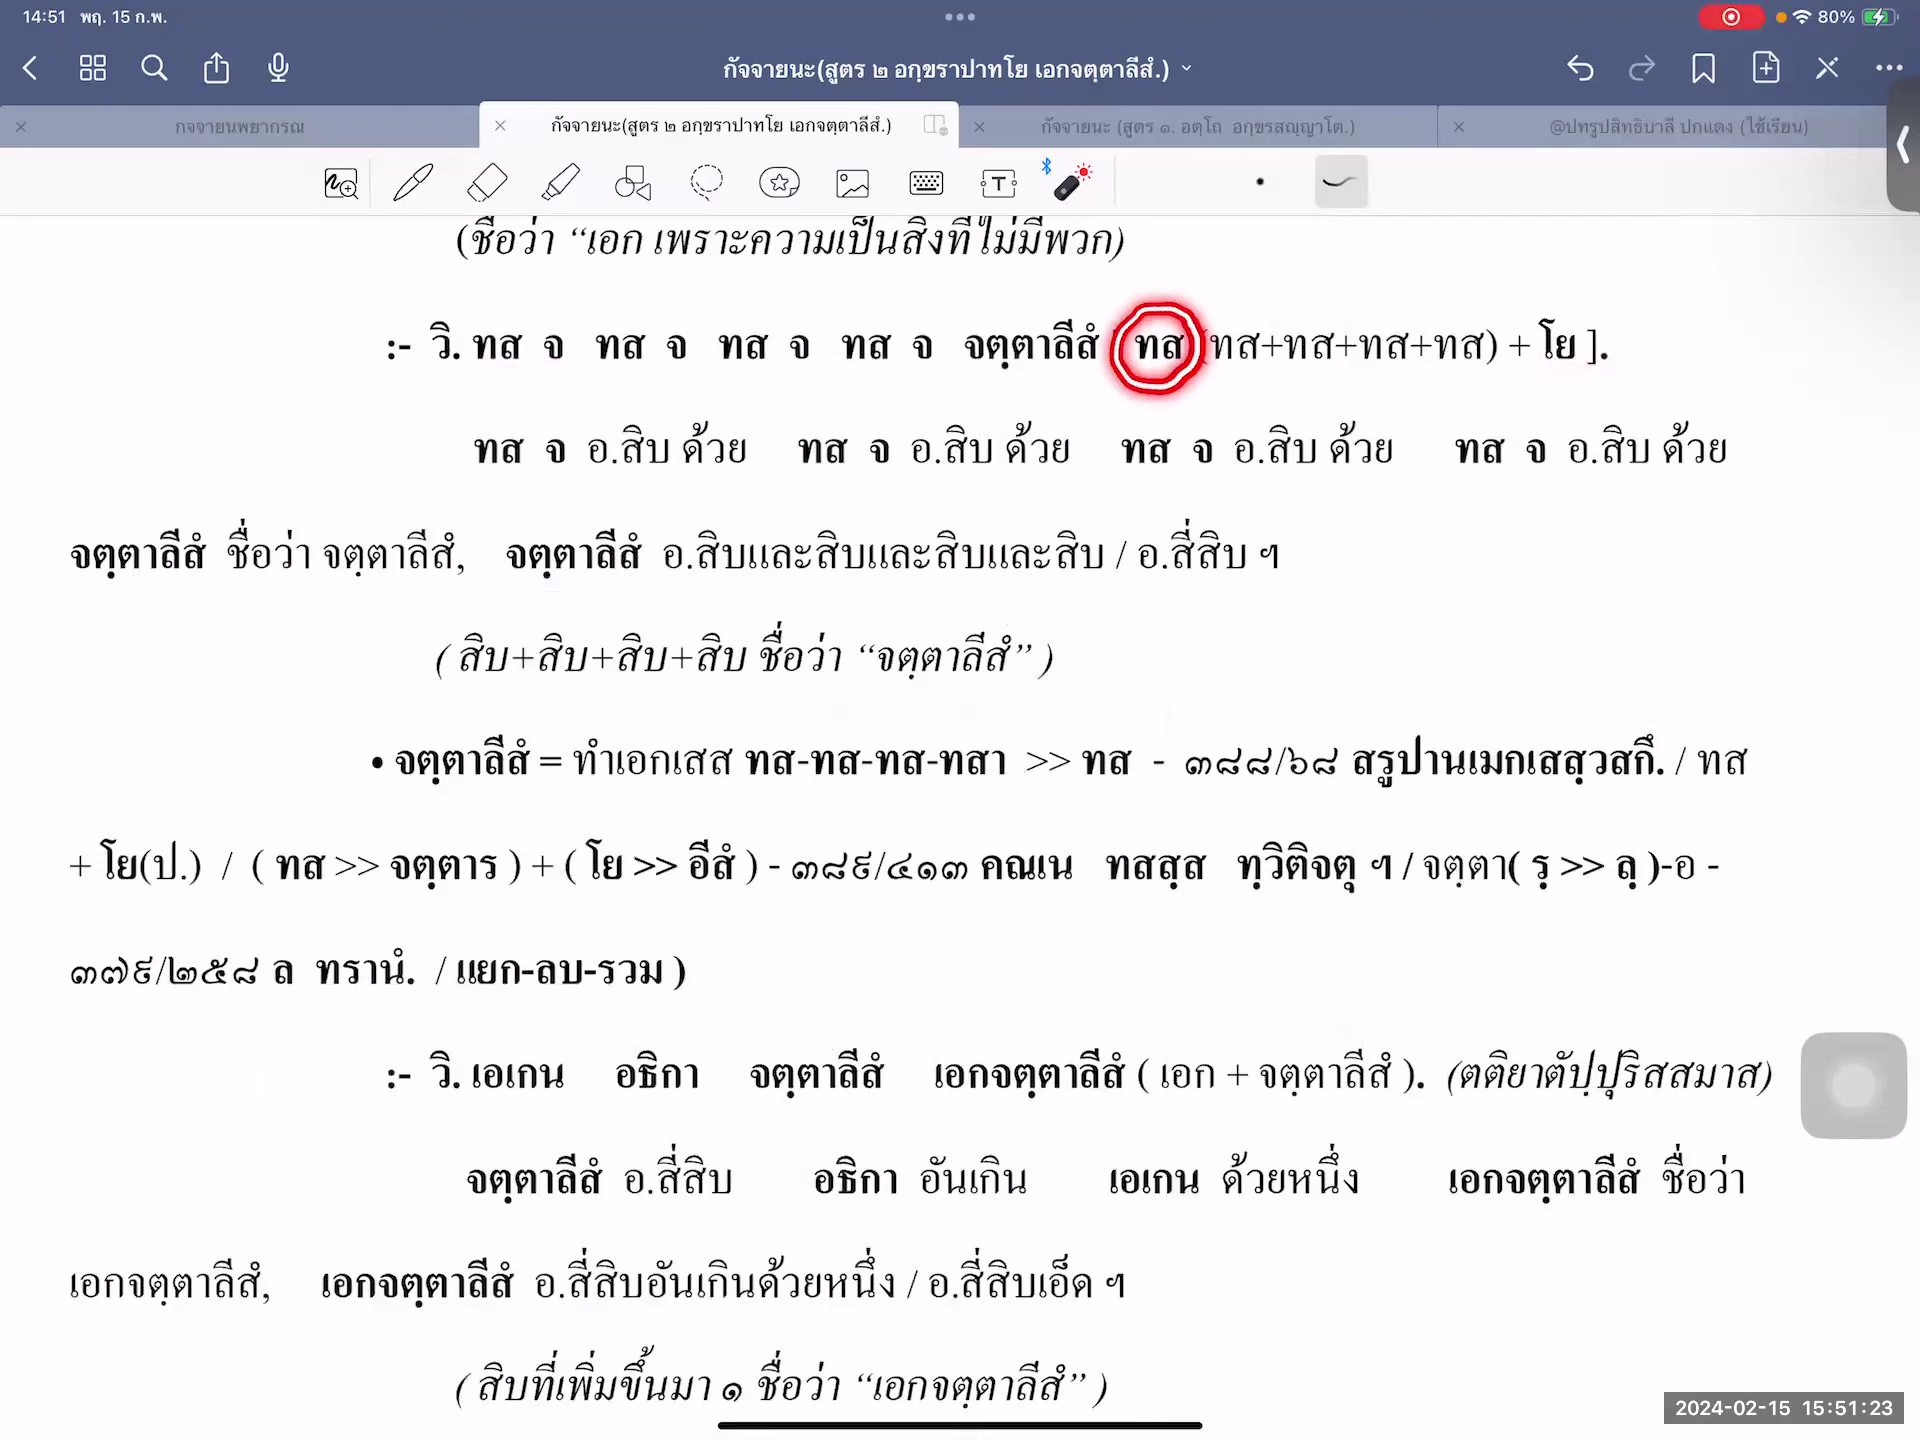 14:51 พฤ. 15 ก.พ.
80%
กัจจายนะ(สูตร ๒ อกฺขราปาทโย เอกจตฺตาลีสํ.)
กจจายนพยากรณ
กัจจายนะ(สูตร ๒ อกฺขราปาทโย เอกจตฺตาลีสํ.)
กัจจายนะ (สูตร ๑. อตฺโถ อกฺขรสญฺญาโต.)
@ปทรูปสิทธิบาลี ปกแดง (ใช้เรียน)
(ชื่อว่า “เอก เพราะความเป็นสิ่งที่ไม่มีพวก)
:- วิ. ทส จ ทส จ ทส จ ทส จ จตฺตาลีสํ ทส (ทส+ทส+ทส+ทส) + โย ].
ทส จ อ.สิบ ด้วย ทส จ อ.สิบ ด้วย ทส จ อ.สิบ ด้วย ทส จ อ.สิบ ด้วย
จตฺตาลีสํ ชื่อว่า จตฺตาลีสํ, จตฺตาลีสํ อ.สิบและสิบและสิบและสิบ / อ.สี่สิบ ฯ
( สิบ+สิบ+สิบ+สิบ ชื่อว่า “จตฺตาลีสํ” )
• จตฺตาลีสํ = ทำเอกเสส ทส-ทส-ทส-ทสา >> ทส - ๓๘๘/๖๘ สรูปานเมกเสสฺวสกึ. / ทส
+ โย(ป.) / ( ทส >> จตฺตาร ) + ( โย >> อีสํ ) - ๓๘๙/๔๑๓ คณเน ทสสฺส ทฺวิติจตุ ฯ / จตฺตา( รฺ >> ลฺ )-อ -
๓๗๙/๒๕๘ ล ทรานํ. / แยก-ลบ-รวม )
:- วิ. เอเกน อธิกา จตฺตาลีสํ เอกจตฺตาลีสํ ( เอก + จตฺตาลีสํ ). (ตติยาตัปฺปุริสสมาส)
จตฺตาลีสํ อ.สี่สิบ อธิกา อันเกิน เอเกน ด้วยหนึ่ง เอกจตฺตาลีสํ ชื่อว่า
เอกจตฺตาลีสํ, เอกจตฺตาลีสํ อ.สี่สิบอันเกินด้วยหนึ่ง / อ.สี่สิบเอ็ด ฯ
( สิบที่เพิ่มขึ้นมา ๑ ชื่อว่า “เอกจตฺตาลีสํ” )
2024-02-15 15:51:23